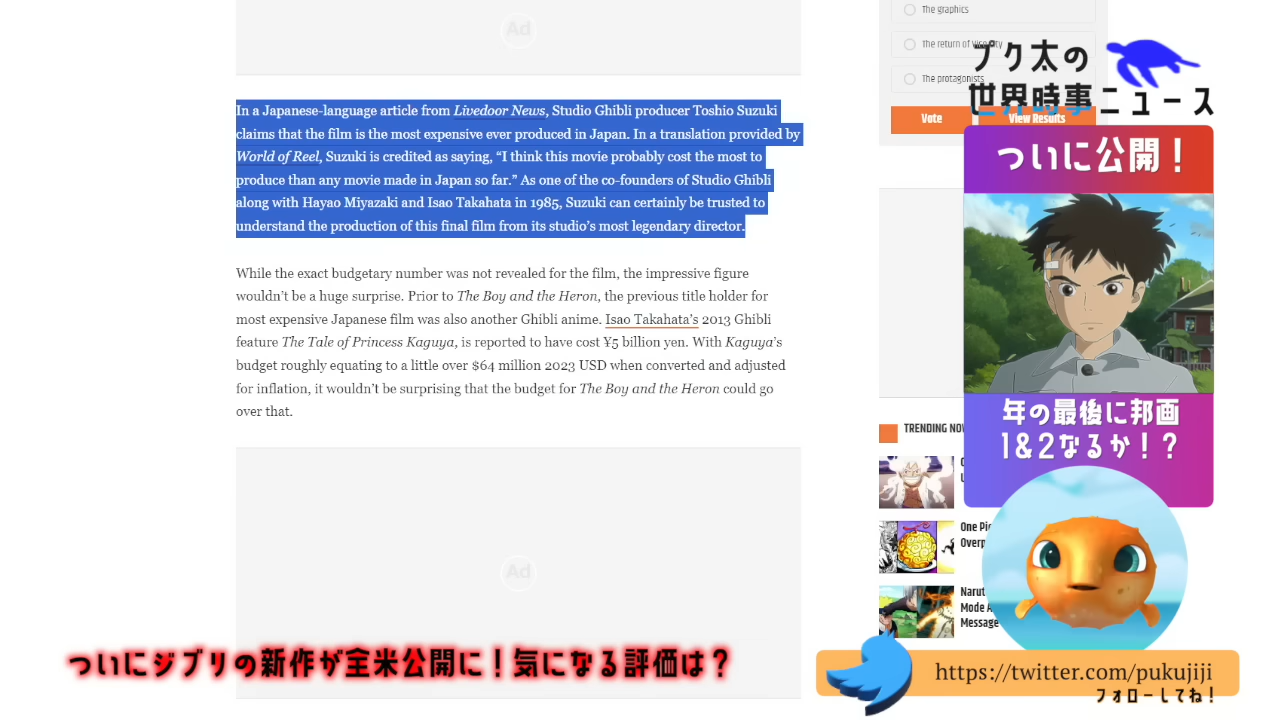 Ad
In a Japanese-language article from Livedoor News, Studio Ghibli producer Toshio Suzuki
claims that the film is the most expensive ever produced in Japan. In a translation provided by
World of Reel, Suzuki is credited as saying, “I think this movie probably cost the most to
produce than any movie made in Japan so far.” As one of the co-founders of Studio Ghibli
along with Hayao Miyazaki and Isao Takahata in 1985, Suzuki can certainly be trusted to
understand the production of this final film from its studio’s most legendary director.
While the exact budgetary number was not revealed for the film, the impressive figure
wouldn’t be a huge surprise. Prior to The Boy and the Heron, the previous title holder for
most expensive Japanese film was also another Ghibli anime. Isao Takahata’s 2013 Ghibli
feature The Tale of Princess Kaguya, is reported to have cost ¥5 billion yen. With Kaguya’s
budget roughly equating to a little over $64 million 2023 USD when converted and adjusted
for inflation, it wouldn’t be surprising that the budget for The Boy and the Heron could go
over that.
Ad
ついにジブリの新作が全米公開に！気になる評価は？
The graphics
The return of Vice City
The protagonists
Vote
View Results
プク太の
世界時事ニュース
ついに公開！
年の最後に邦画
1&2なるか！？
TRENDING NOW
One Pie
Overp
Naruto
Mode A
Message
https://twitter.com/pukujiji
フォローしてね！